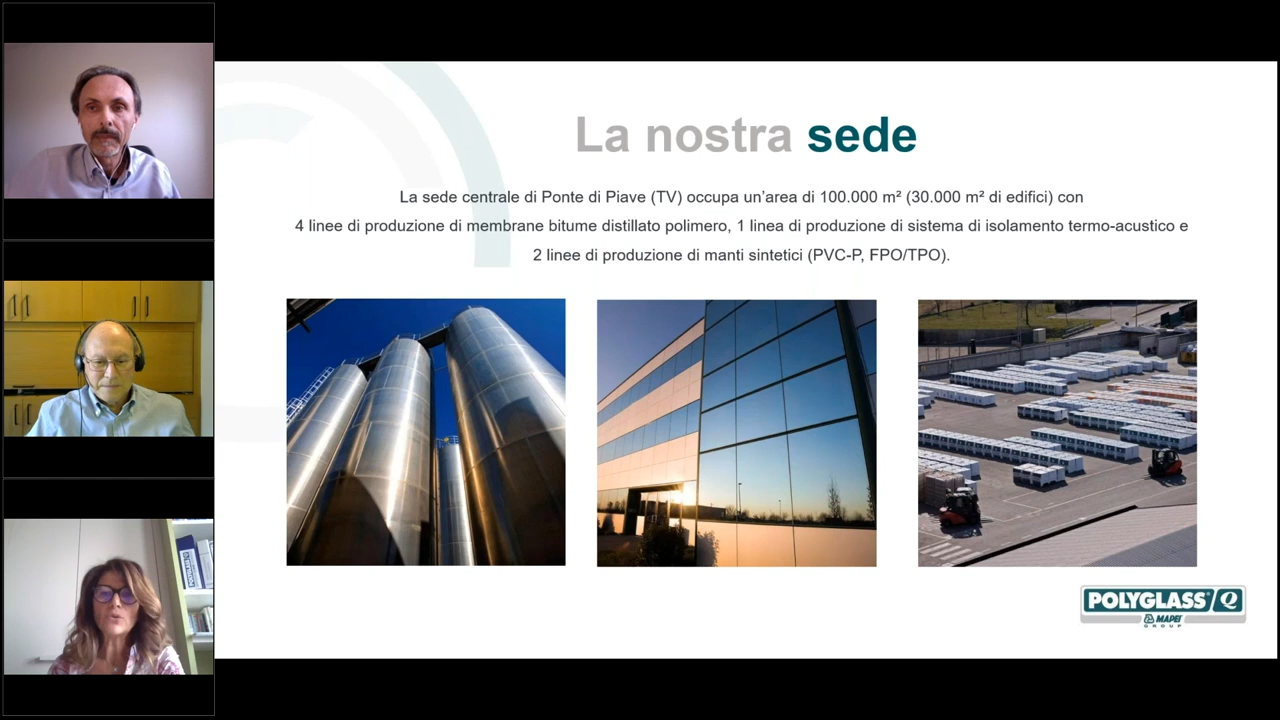 La nostra sede
La sede centrale di Ponte di Piave (TV) occupa un'area di 100.000 m² (30.000 m² di edifici) con
4 linee di produzione di membrane bitume distillato polimero, 1 linea di produzione di sistema di isolamento termo-acustico e
2 linee di produzione di manti sintetici (PVC-P, FPO/TPO).
POLYGLASS
MAPEI
GROUP
POLYGLASS